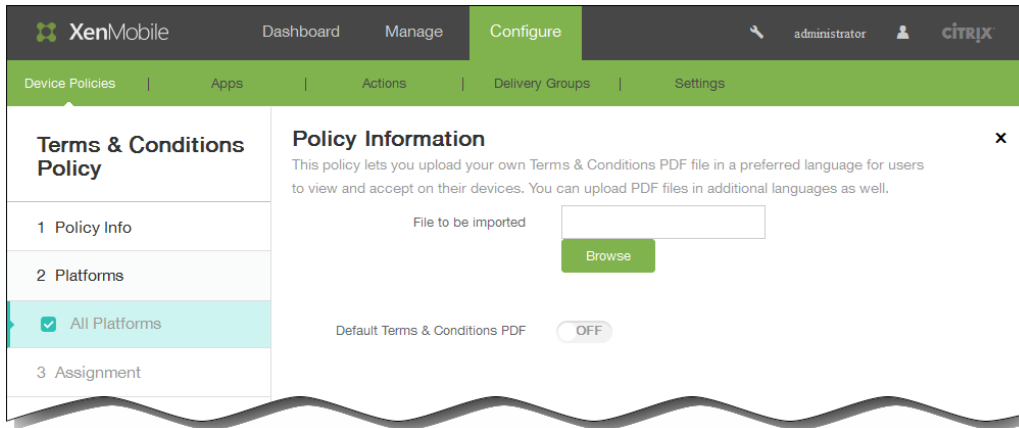 XenMobile Dashboard Manage Configure administrator CİTRIX
Device Policies | Apps | Actions | Delivery Groups | Settings
Terms & Conditions
Policy
1 Policy Info
2 Platforms
All Platforms
3 Assignment
Policy Information x
This policy lets you upload your own Terms & Conditions PDF file in a preferred language for users
to view and accept on their devices. You can upload PDF files in additional languages as well.
File to be imported
Browse
Default Terms & Conditions PDF OFF